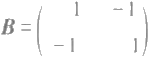 B = ( 1 -1
-1 1 )